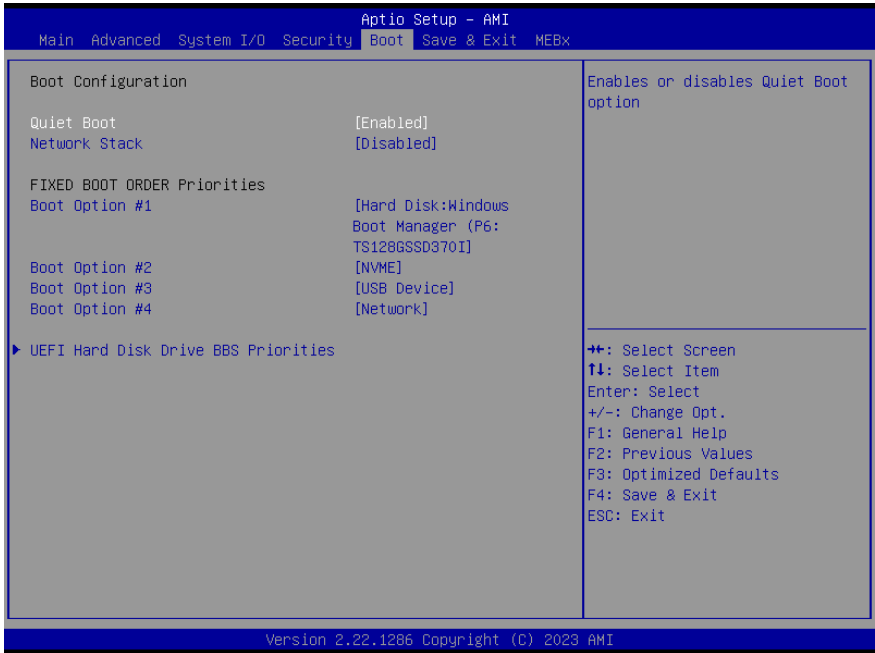 Aptio Setup – AMI
Main Advanced System I/O Security Boot Save & Exit MEBx
Boot Configuration
Quiet Boot [Enabled]
Network Stack [Disabled]
FIXED BOOT ORDER Priorities
Boot Option #1 [Hard Disk:Windows
Boot Manager (P6:
TS128GSSD370I]
Boot Option #2 [NVME]
Boot Option #3 [USB Device]
Boot Option #4 [Network]
UEFI Hard Disk Drive BBS Priorities
Enables or disables Quiet Boot
option
→←: Select Screen
↑↓: Select Item
Enter: Select
+/-: Change Opt.
F1: General Help
F2: Previous Values
F3: Optimized Defaults
F4: Save & Exit
ESC: Exit
Version 2.22.1286 Copyright (C) 2023 AMI